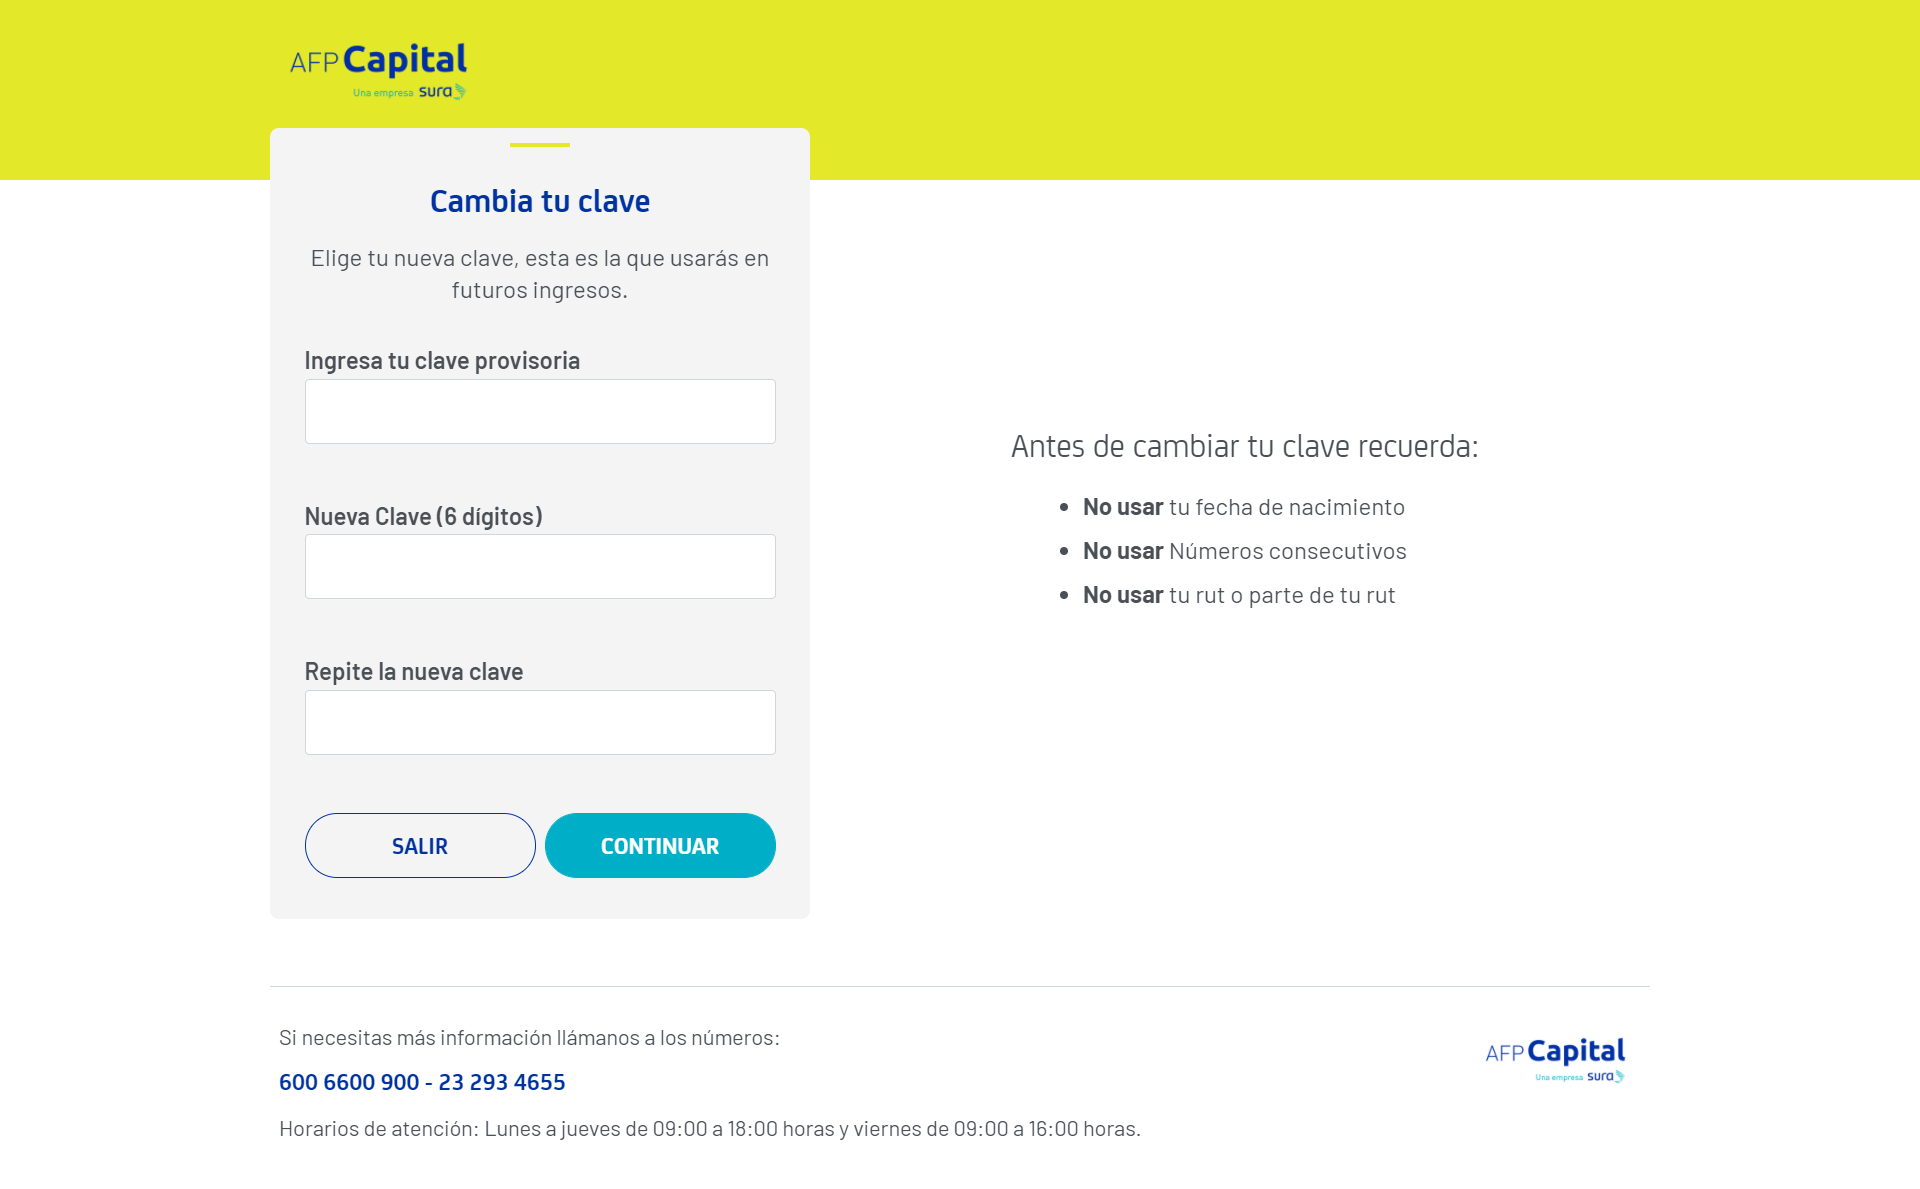 AFP Capital
Una empresa sura
Cambia tu clave
Elige tu nueva clave, esta es la que usarás en
futuros ingresos.
Ingresa tu clave provisoria
Nueva Clave (6 dígitos)
Repite la nueva clave
SALIR
CONTINUAR
Antes de cambiar tu clave recuerda:
• No usar tu fecha de nacimiento
• No usar Números consecutivos
• No usar tu rut o parte de tu rut
Si necesitas más información llámanos a los números:
600 6600 900 - 23 293 4655
Horarios de atención: Lunes a jueves de 09:00 a 18:00 horas y viernes de 09:00 a 16:00 horas.
AFP Capital
Una empresa sura